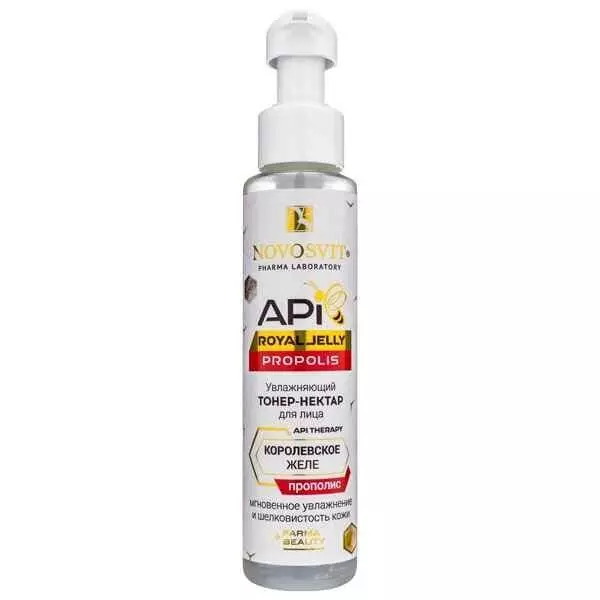 NOVOSVIT®
PHARMA LABORATORY
APi
ROYAL JELLY
PROPOLIS
Увлажняющий
ТОНЕР-НЕКТАР
для лица
API THERAPY
КОРОЛЕВСКОЕ
ЖЕЛЕ
прополис
мгновенное увлажнение
и шелковистость кожи
FARMA
BEAUTY